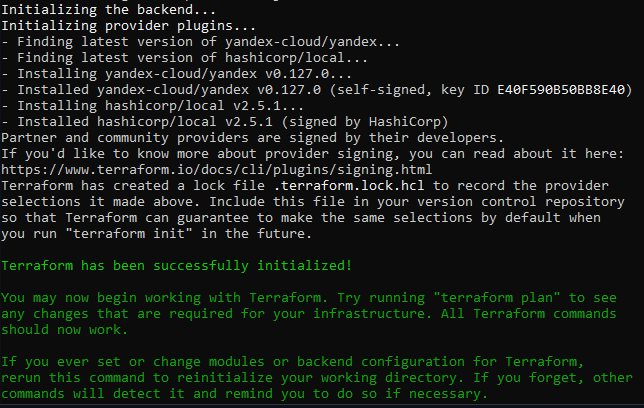 Initializing the backend...
Initializing provider plugins...
- Finding latest version of yandex-cloud/yandex...
- Finding latest version of hashicorp/local...
- Installing yandex-cloud/yandex v0.127.0...
- Installed yandex-cloud/yandex v0.127.0 (self-signed, key ID E40F590B50BB8E40)
- Installing hashicorp/local v2.5.1...
- Installed hashicorp/local v2.5.1 (signed by HashiCorp)
Partner and community providers are signed by their developers.
If you'd like to know more about provider signing, you can read about it here:
https://www.terraform.io/docs/cli/plugins/signing.html
Terraform has created a lock file .terraform.lock.hcl to record the provider
selections it made above. Include this file in your version control repository
so that Terraform can guarantee to make the same selections by default when
you run "terraform init" in the future.
Terraform has been successfully initialized!
You may now begin working with Terraform. Try running "terraform plan" to see
any changes that are required for your infrastructure. All Terraform commands
should now work.
If you ever set or change modules or backend configuration for Terraform,
rerun this command to reinitialize your working directory. If you forget, other
commands will detect it and remind you to do so if necessary.